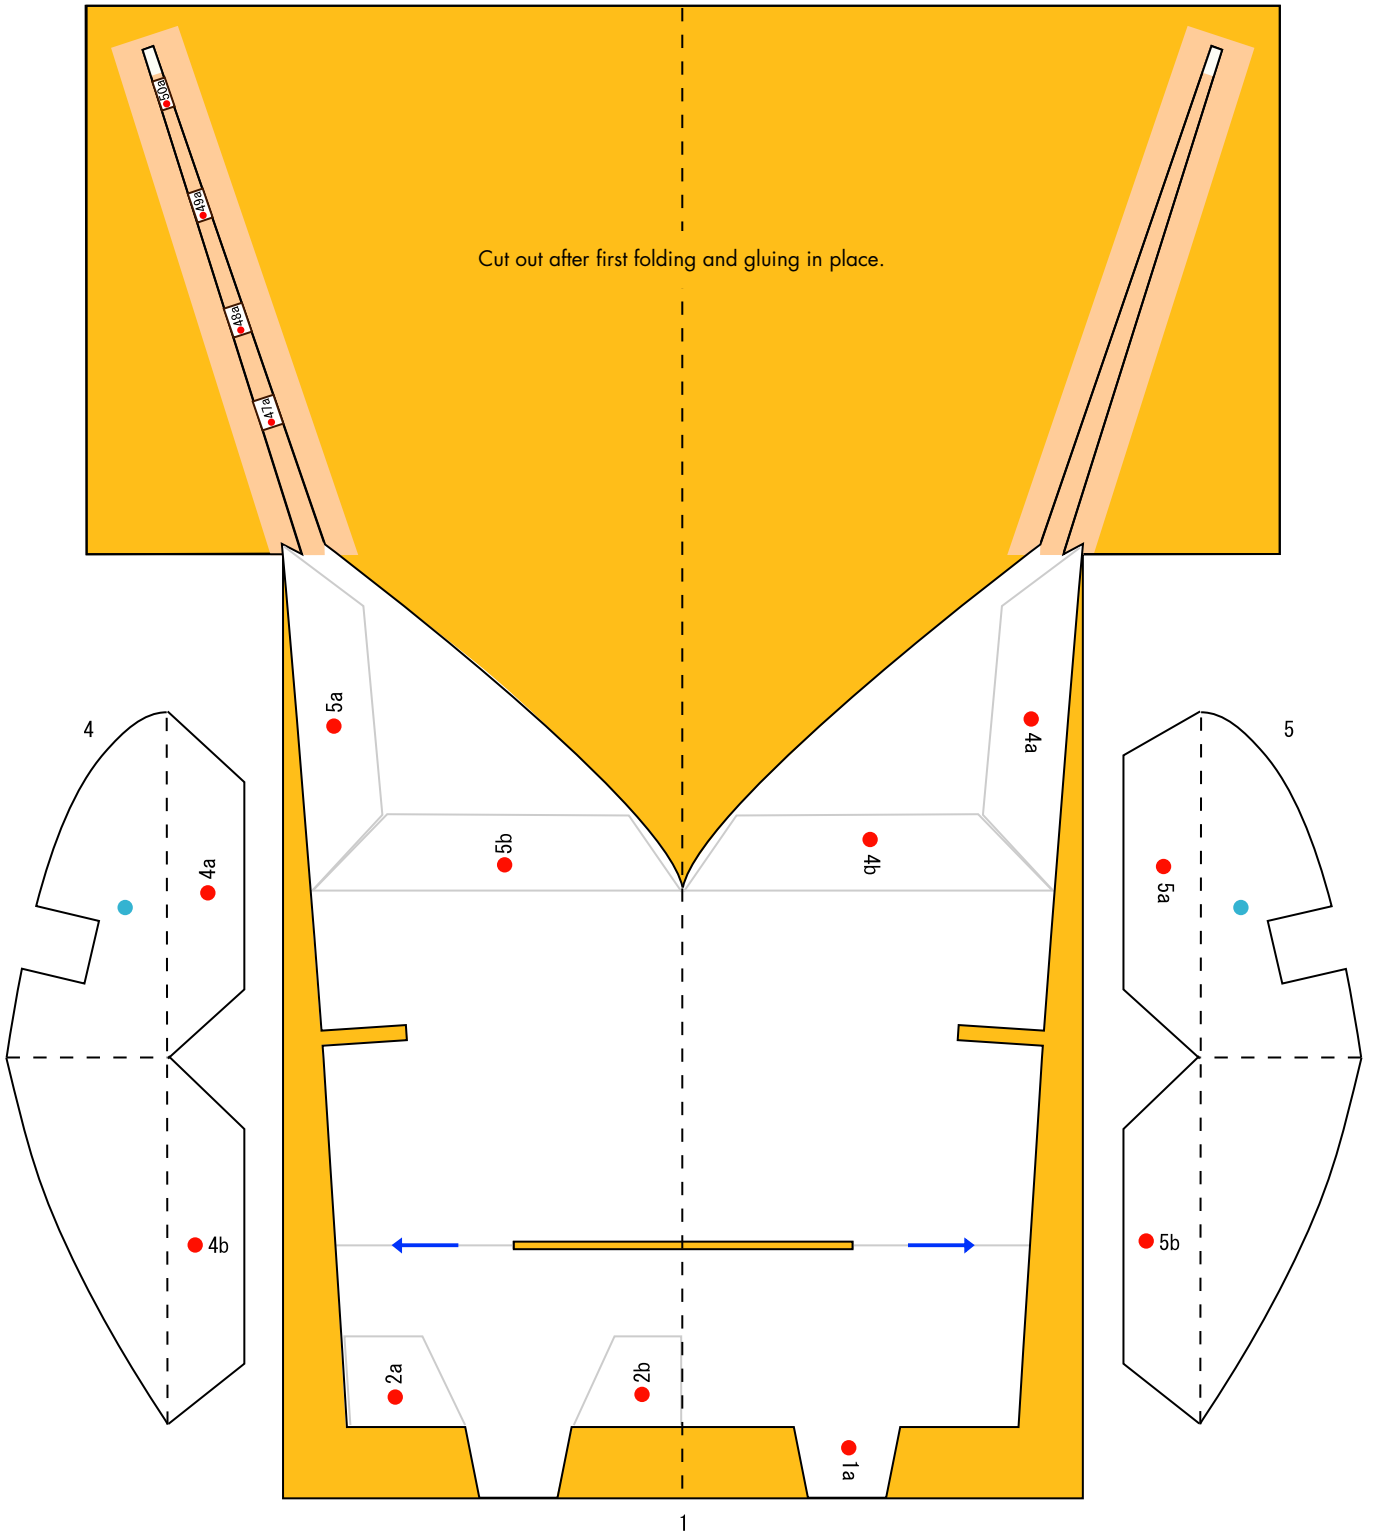 50a
49a
Cut out after first folding and gluing in place.
48a
47a
5a
4a
4
5
5b
4b
4a
5a
4b
5b
2a
2b
1a
1